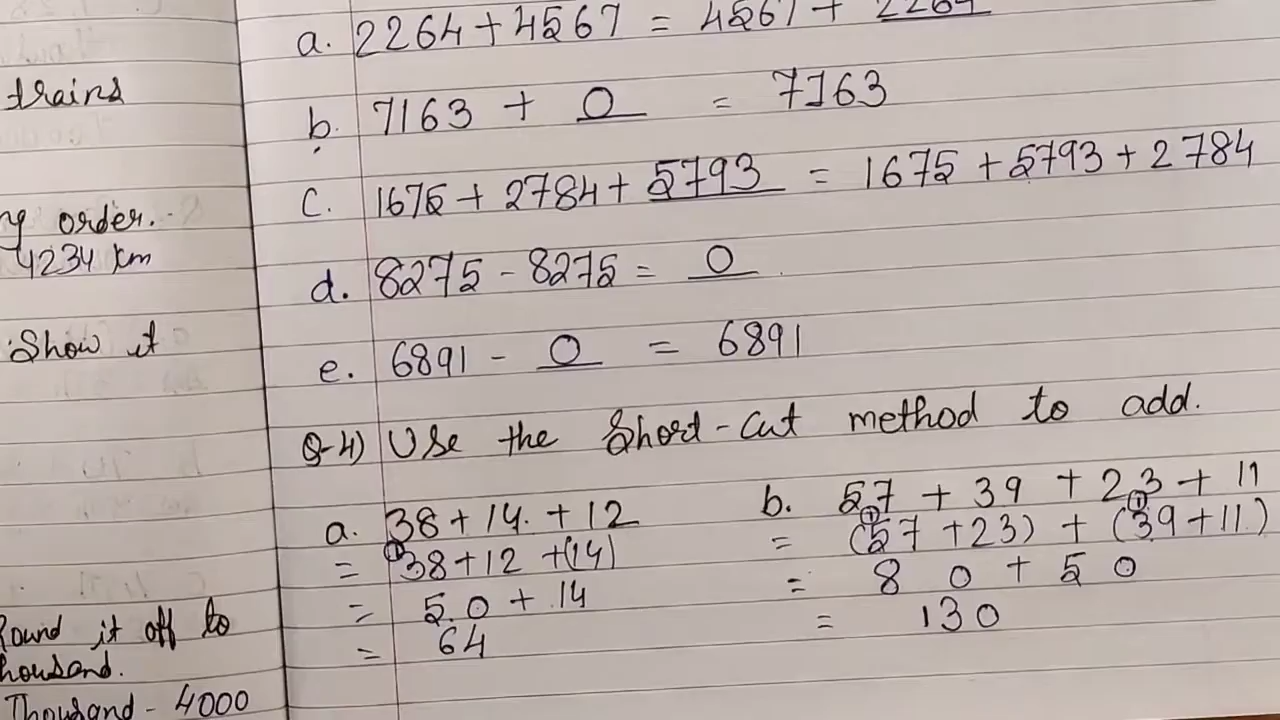 trains
ng order.
4234 km
Show it
Round it off to
thousand.
Thousand - 4000
a. 2264 + 4567 = 4567 + 2264
b. 7163 + 0 = 7163
c. 1675 + 2784 + 5793 = 1675 + 5793 + 2784
d. 8275 - 8275 = 0
e. 6891 - 0 = 6891
Q-4) Use the Short-cut method to add.
a. 38 + 14 + 12
= 38 + 12 + (14)
= 50 + 14
= 64
b. 57 + 39 + 23 + 11
= (57 + 23) + (39 + 11)
= 80 + 50
= 130